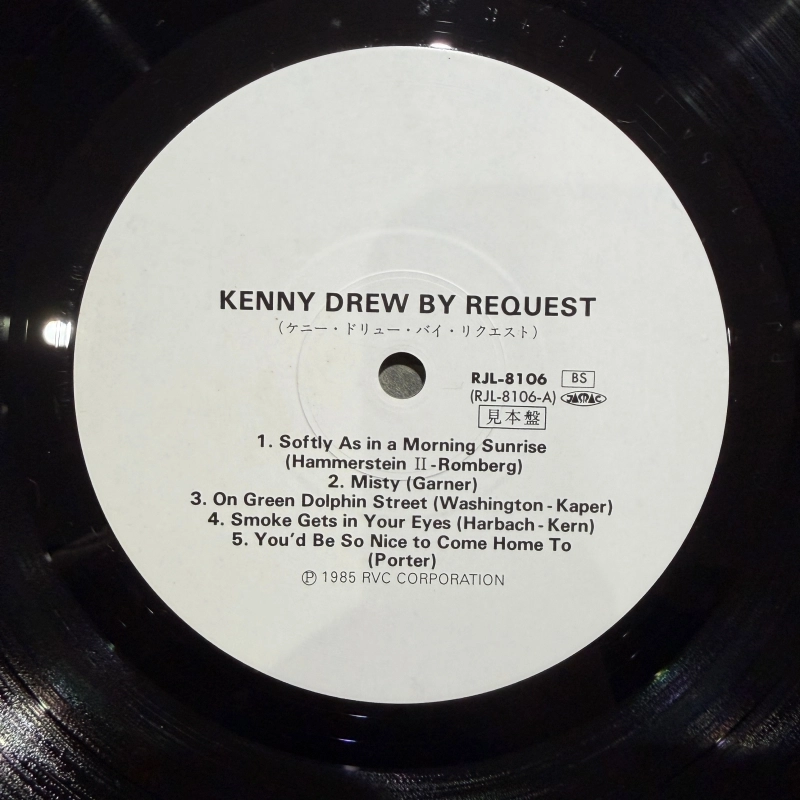 KENNY DREW BY REQUEST
(ケニー・ドリュー・バイ・リクエスト)
RJL-8106 BS
(RJL-8106-A) JASRAC
見本盤
1. Softly As in a Morning Sunrise
(Hammerstein II-Romberg)
2. Misty (Garner)
3. On Green Dolphin Street (Washington-Kaper)
4. Smoke Gets in Your Eyes (Harbach-Kern)
5. You'd Be So Nice to Come Home To
(Porter)
Ⓟ 1985 RVC CORPORATION